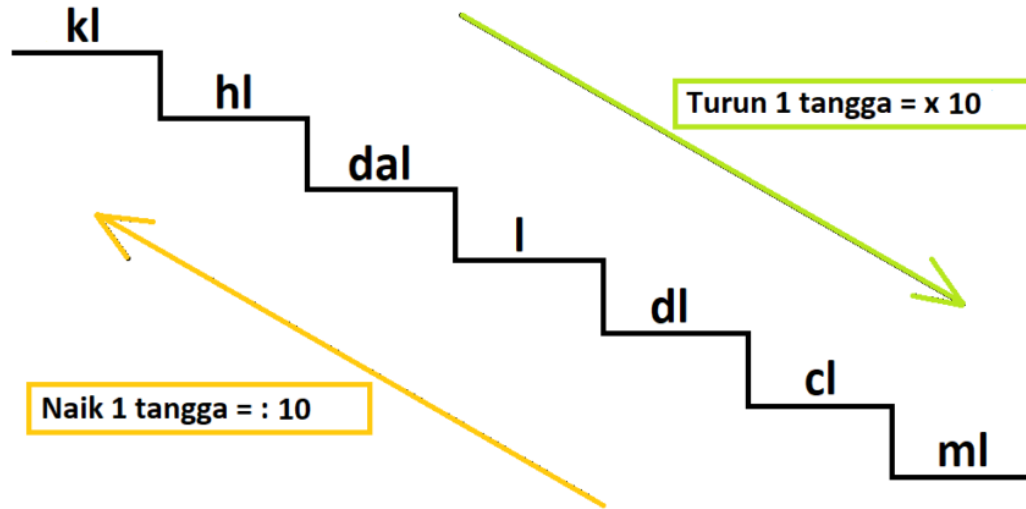 kl
hl
Turun 1 tangga = x 10
dal
l
dl
cl
Naik 1 tangga = : 10
ml